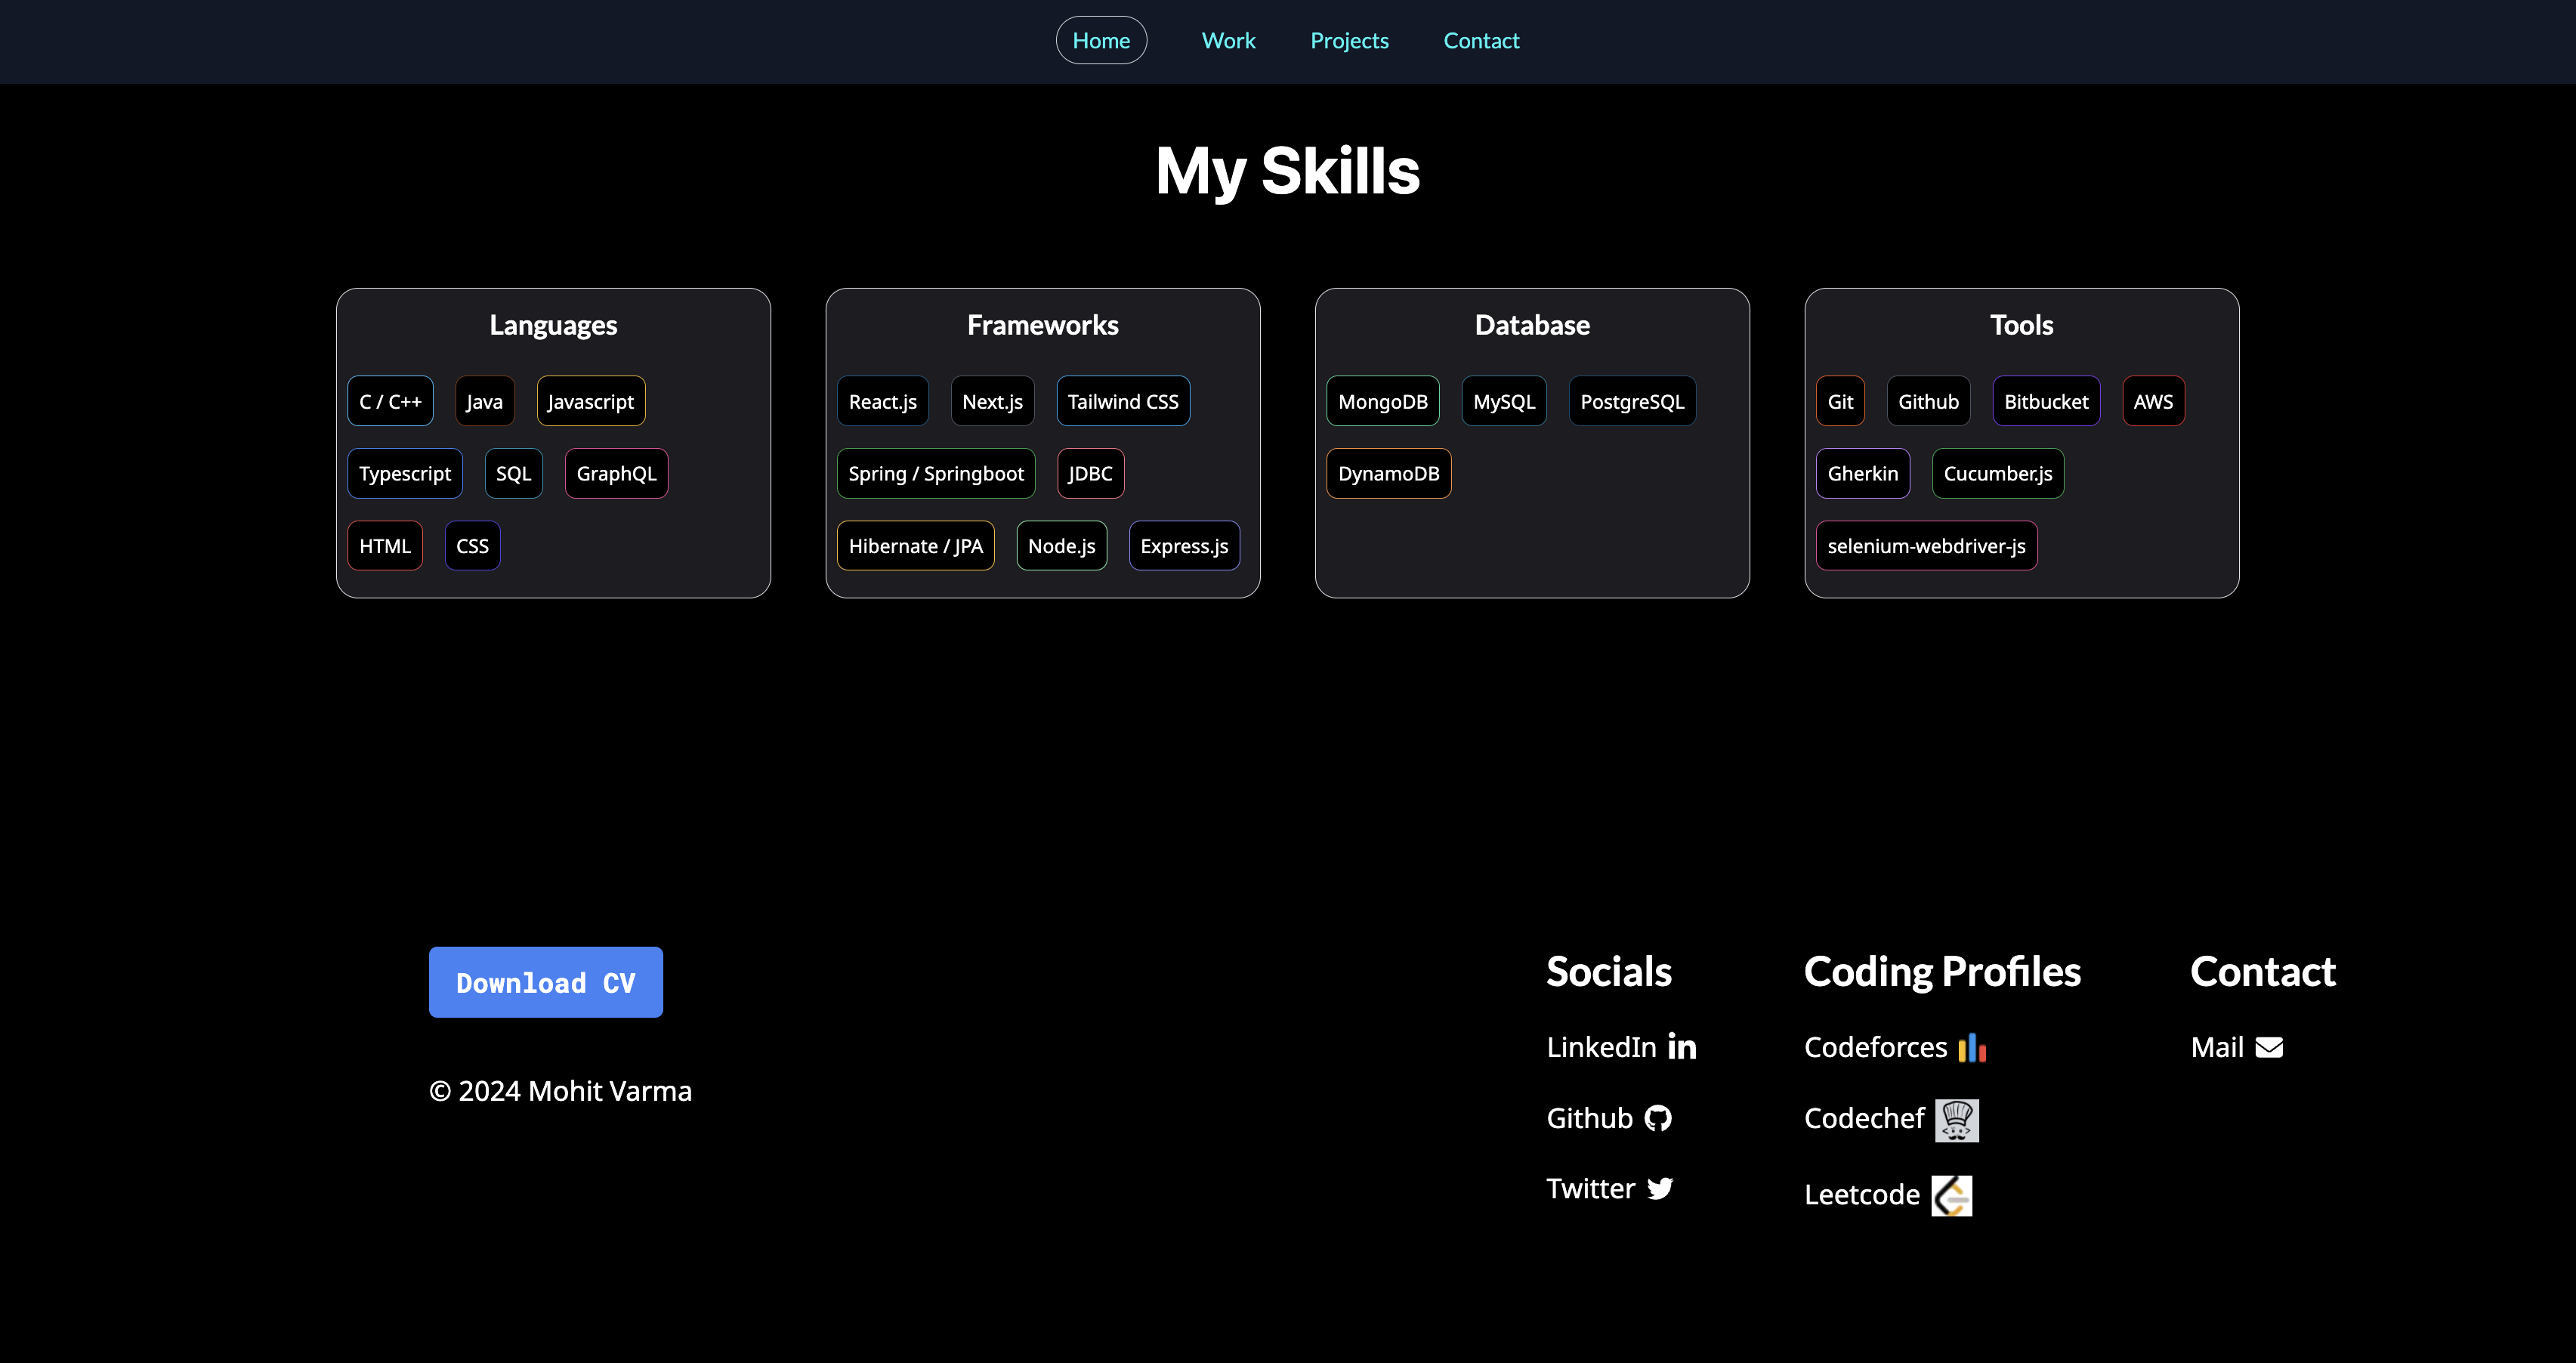 Home Work Projects Contact
My Skills
Languages
C / C++ Java Javascript
Typescript SQL GraphQL
HTML CSS
Frameworks
React.js Next.js Tailwind CSS
Spring / Springboot JDBC
Hibernate / JPA Node.js Express.js
Database
MongoDB MySQL PostgreSQL
DynamoDB
Tools
Git Github Bitbucket AWS
Gherkin Cucumber.js
selenium-webdriver-js
Download CV
© 2024 Mohit Varma
Socials
LinkedIn
Github
Twitter
Coding Profiles
Codeforces
Codechef
Leetcode
Contact
Mail